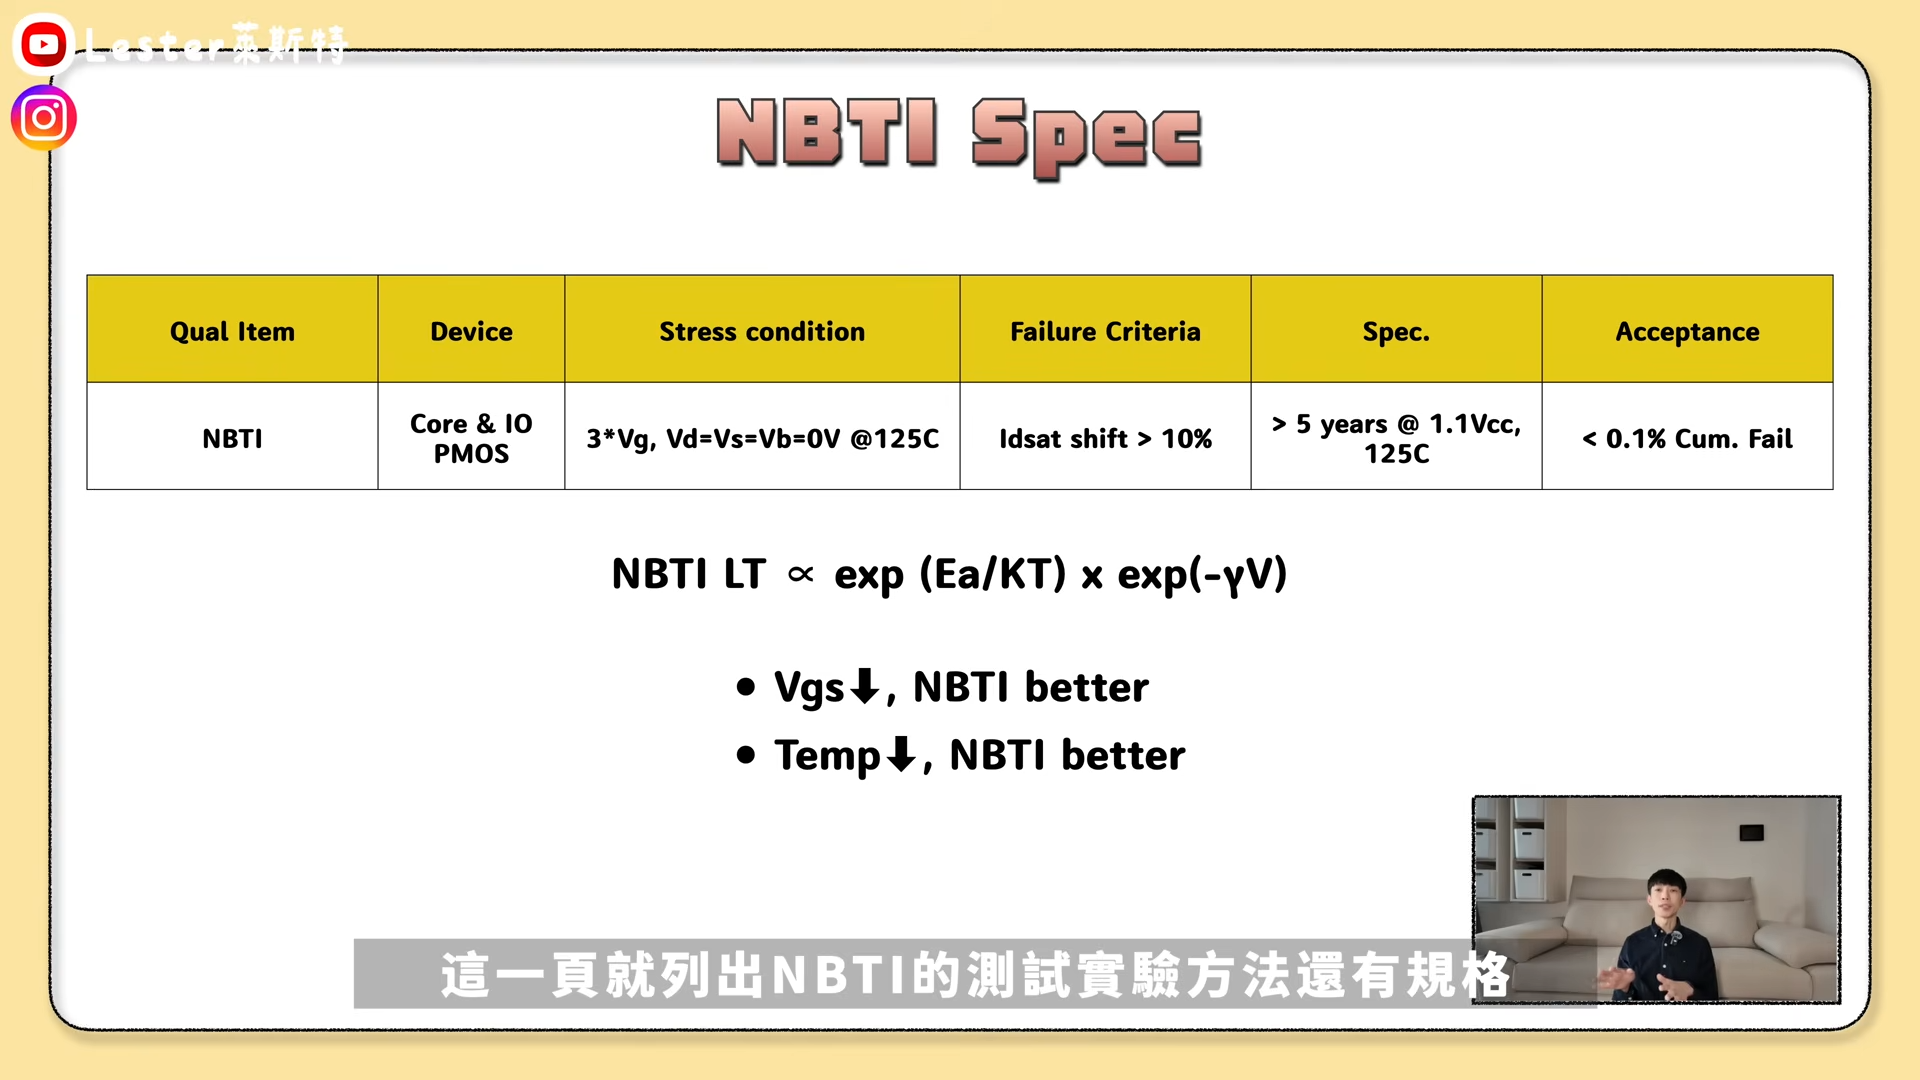 Lester萊斯特
NBTI Spec
Qual Item
Device
Stress condition
Failure Criteria
Spec.
Acceptance
NBTI
Core & IO
PMOS
3*Vg, Vd=Vs=Vb=0V @125C
Idsat shift > 10%
> 5 years @ 1.1Vcc,
125C
< 0.1% Cum. Fail
NBTI LT ∝ exp (Ea/KT) x exp(-γV)
• Vgs⬇, NBTI better
• Temp⬇, NBTI better
這一頁就列出NBTI的測試實驗方法還有規格